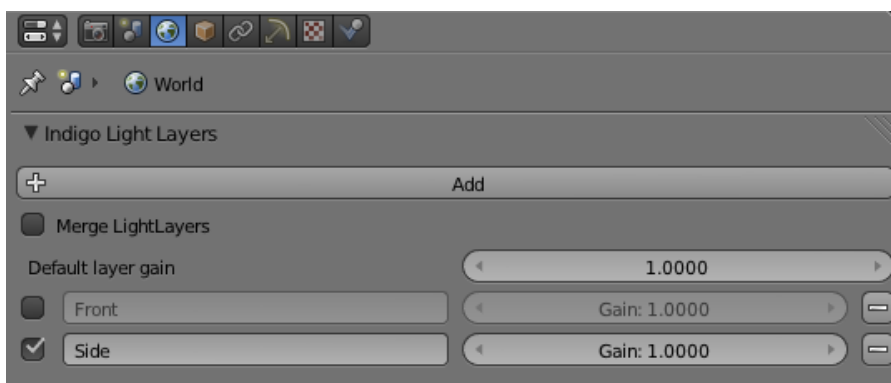 World
Indigo Light Layers
Add
Merge LightLayers
Default layer gain 1.0000
Front Gain: 1.0000
Side Gain: 1.0000